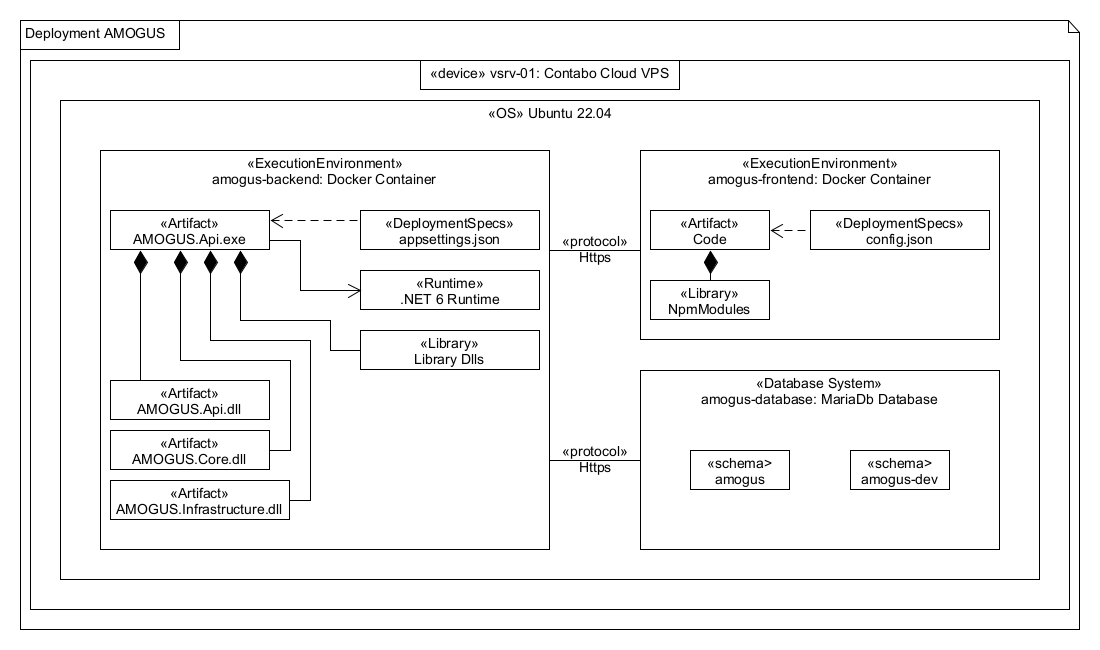 Deployment AMOGUS
«device» vsrv-01: Contabo Cloud VPS
«OS» Ubuntu 22.04
«ExecutionEnvironment»
amogus-backend: Docker Container
«Artifact»
AMOGUS.Api.exe
«DeploymentSpecs»
appsettings.json
«Runtime»
.NET 6 Runtime
«Library»
Library Dlls
«Artifact»
AMOGUS.Api.dll
«Artifact»
AMOGUS.Core.dll
«Artifact»
AMOGUS.Infrastructure.dll
«protocol»
Https
«protocol»
Https
«ExecutionEnvironment»
amogus-frontend: Docker Container
«Artifact»
Code
«DeploymentSpecs»
config.json
«Library»
NpmModules
«Database System»
amogus-database: MariaDb Database
«schema>
amogus
«schema>
amogus-dev